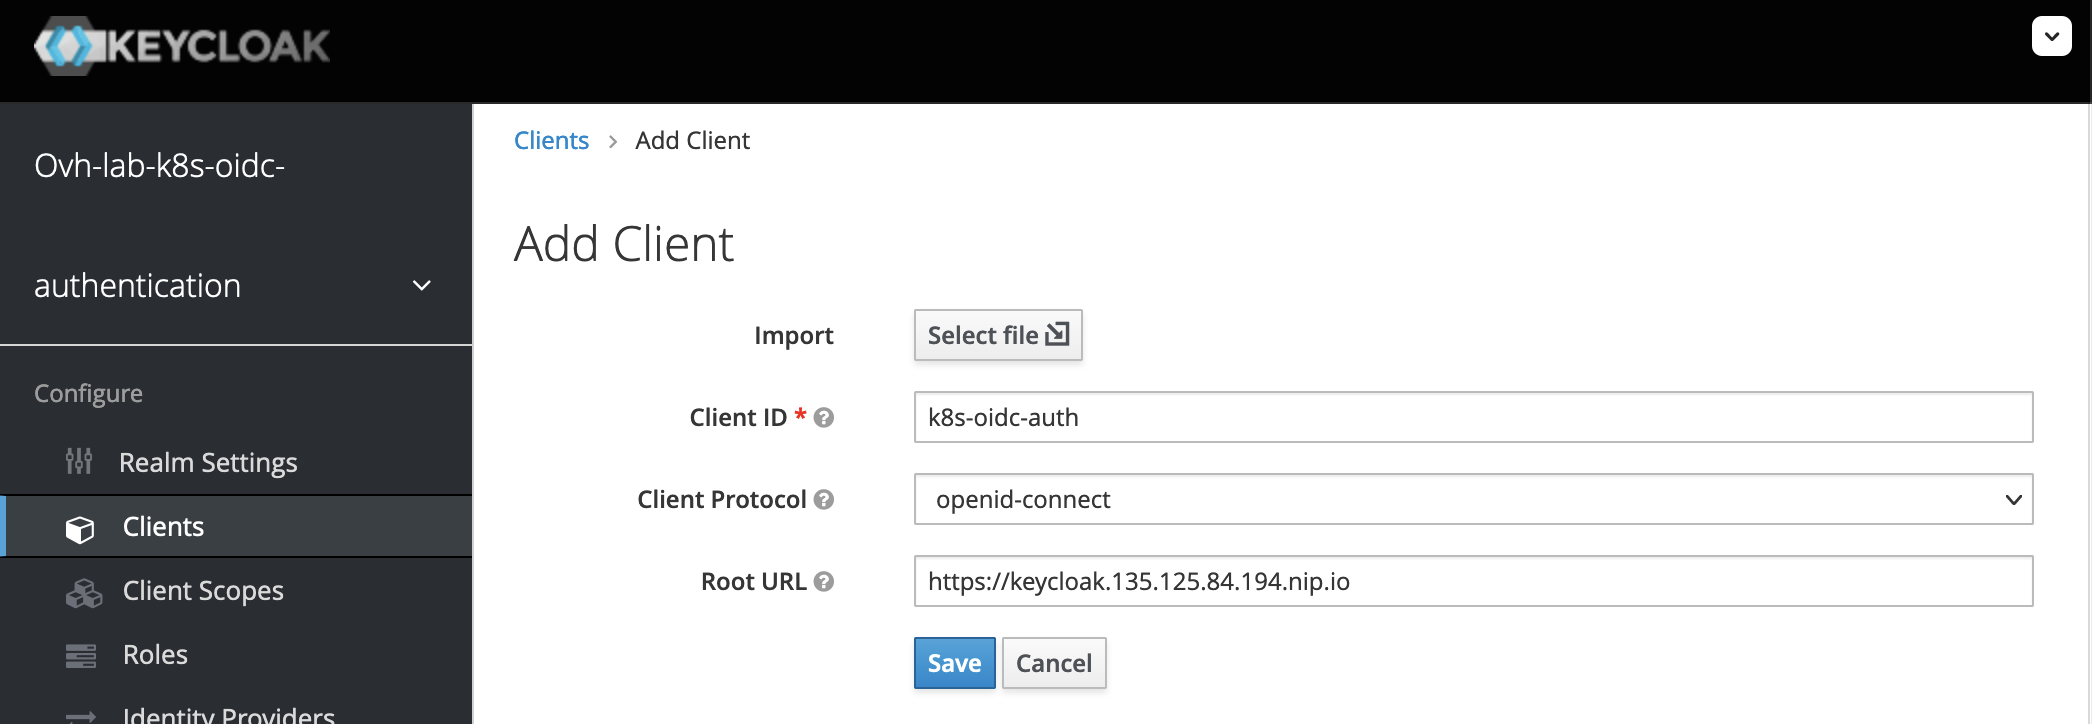 KEYCLOAK
Ovh-lab-k8s-oidc-
authentication
Configure
Realm Settings
Clients
Client Scopes
Roles
Identity Providers
Clients > Add Client
Add Client
Import Select file
Client ID * ? k8s-oidc-auth
Client Protocol ? openid-connect
Root URL ? https://keycloak.135.125.84.194.nip.io
Save Cancel